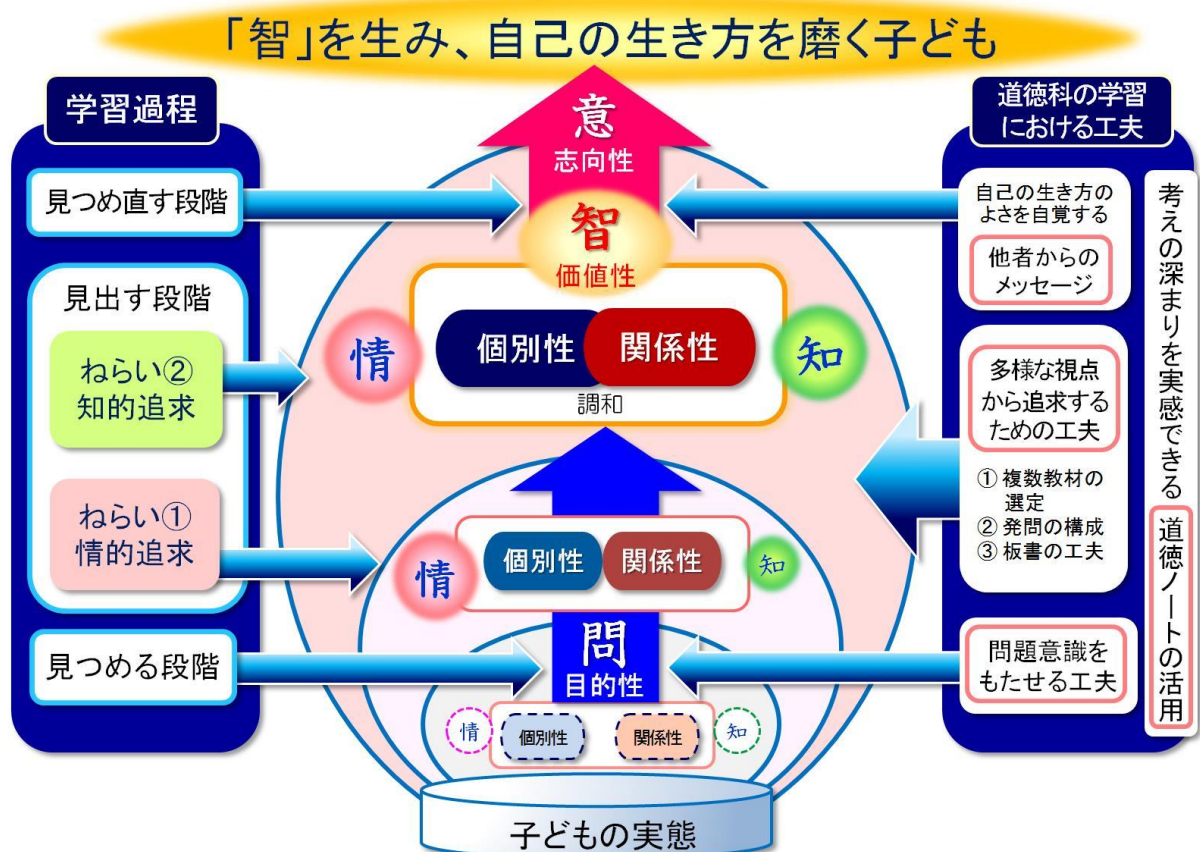 「智」を生み、自己の生き方を磨く子ども
学習過程
見つめ直す段階
見出す段階
ねらい②
知的追求
ねらい①
情的追求
見つめる段階
意
志向性
智
価値性
情
個別性
関係性
知
調和
情
個別性
関係性
知
問
目的性
情
個別性
関係性
知
子どもの実態
道徳科の学習
における工夫
自己の生き方の
よさを自覚する
他者からの
メッセージ
多様な視点
から追求する
ための工夫
① 複数教材の
選定
② 発問の構成
③ 板書の工夫
問題意識を
もたせる工夫
考えの深まりを実感できる
道徳ノートの活用